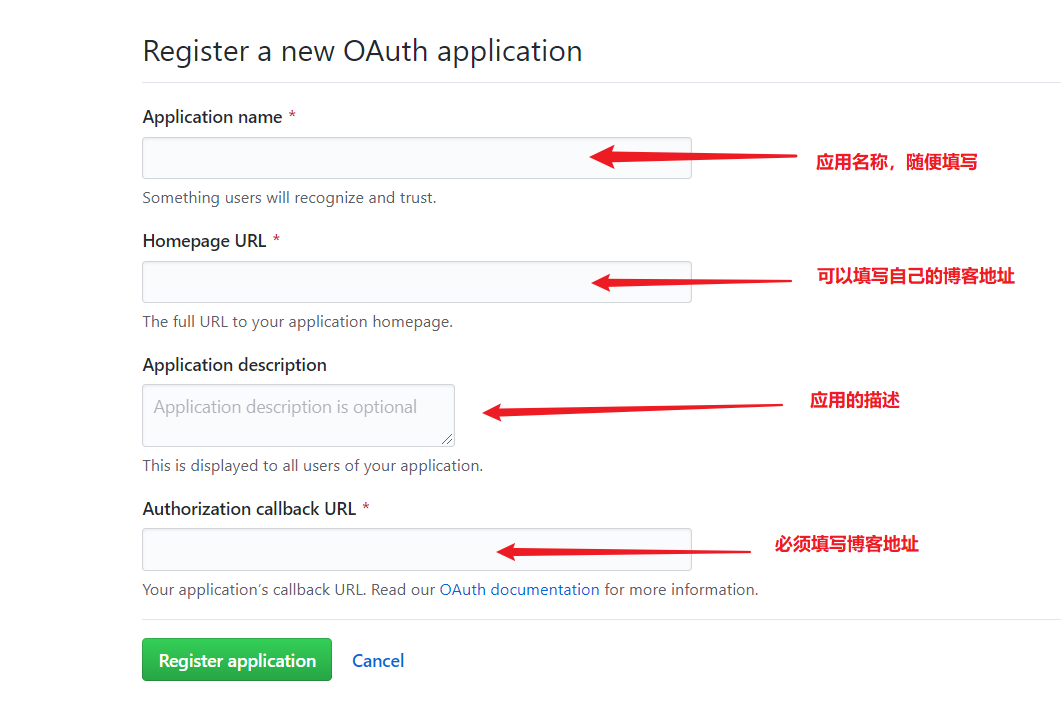 Register a new OAuth application
Application name *
应用名称，随便填写
Something users will recognize and trust.
Homepage URL *
可以填写自己的博客地址
The full URL to your application homepage.
Application description
Application description is optional
应用的描述
This is displayed to all users of your application.
Authorization callback URL *
必须填写博客地址
Your application's callback URL. Read our OAuth documentation for more information.
Register application
Cancel